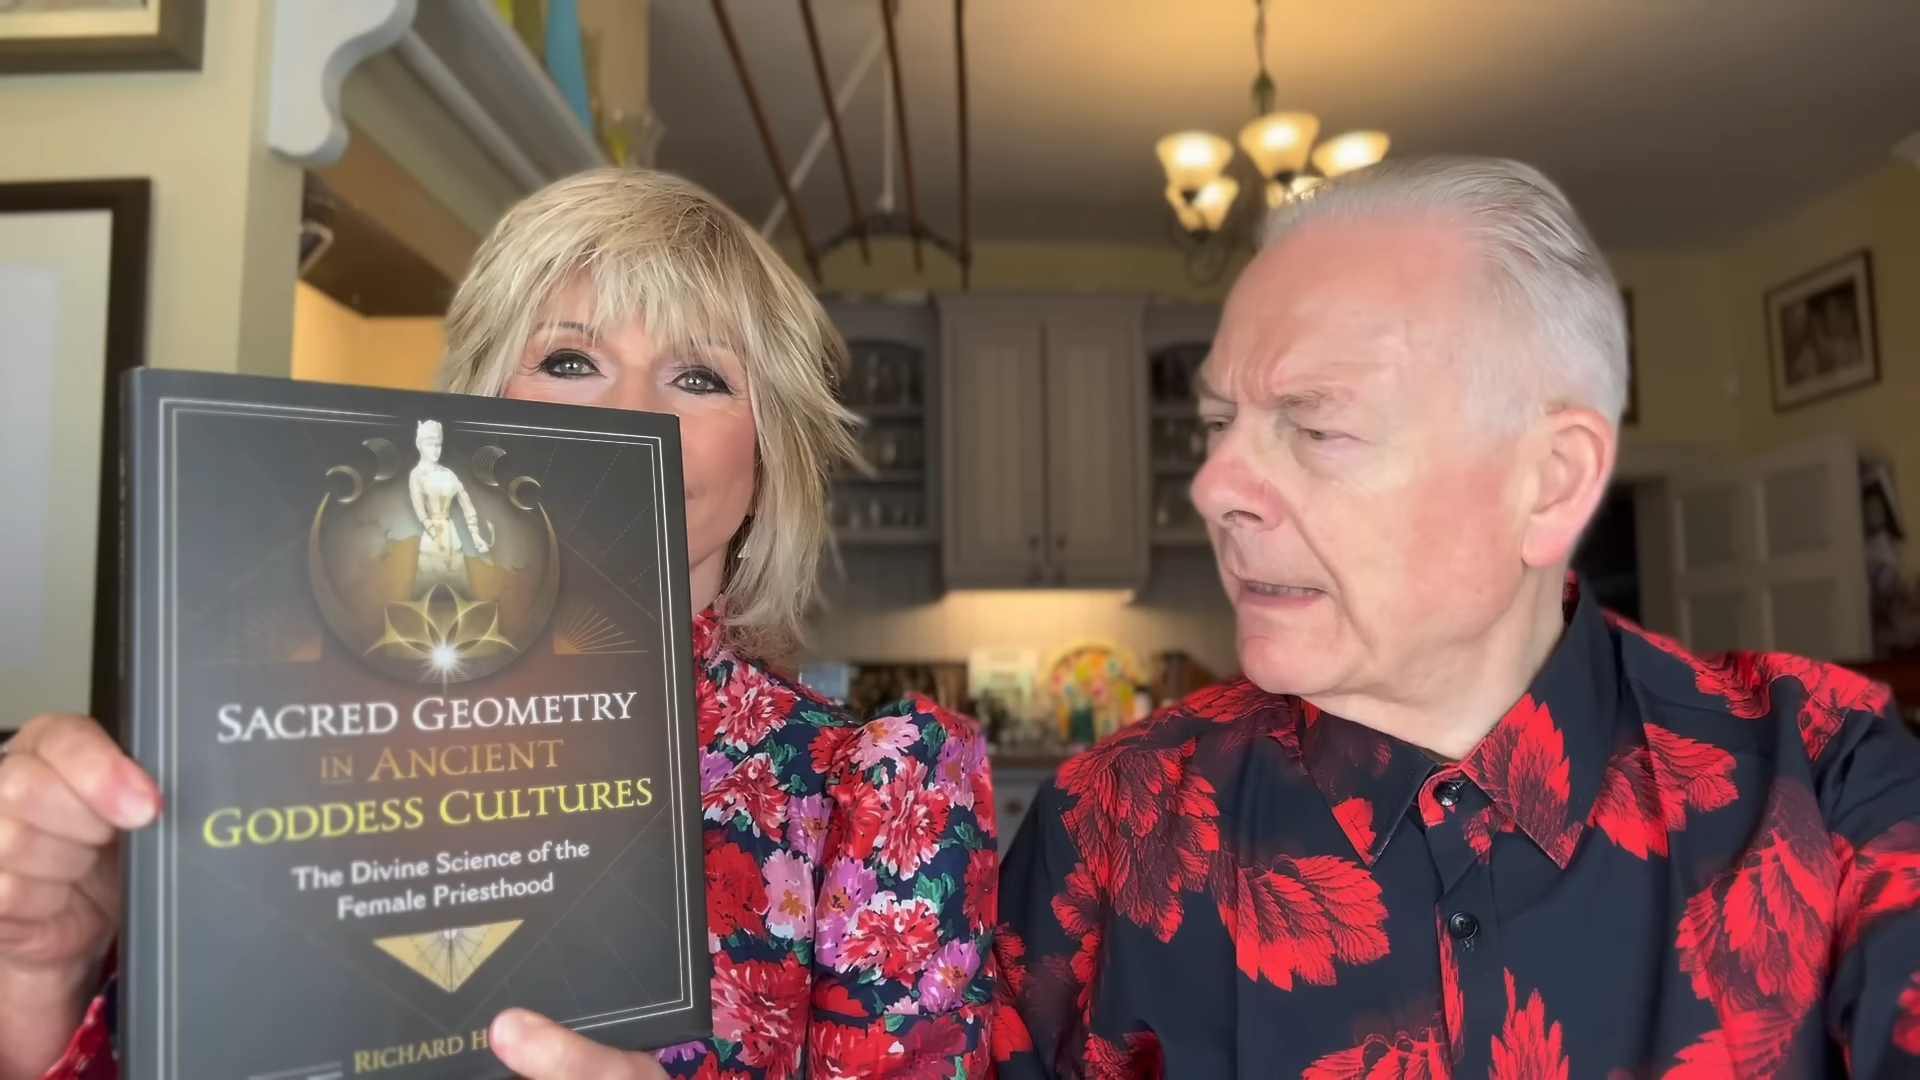 SACRED GEOMETRY
IN ANCIENT
GODDESS CULTURES
The Divine Science of the
Female Priesthood
RICHARD